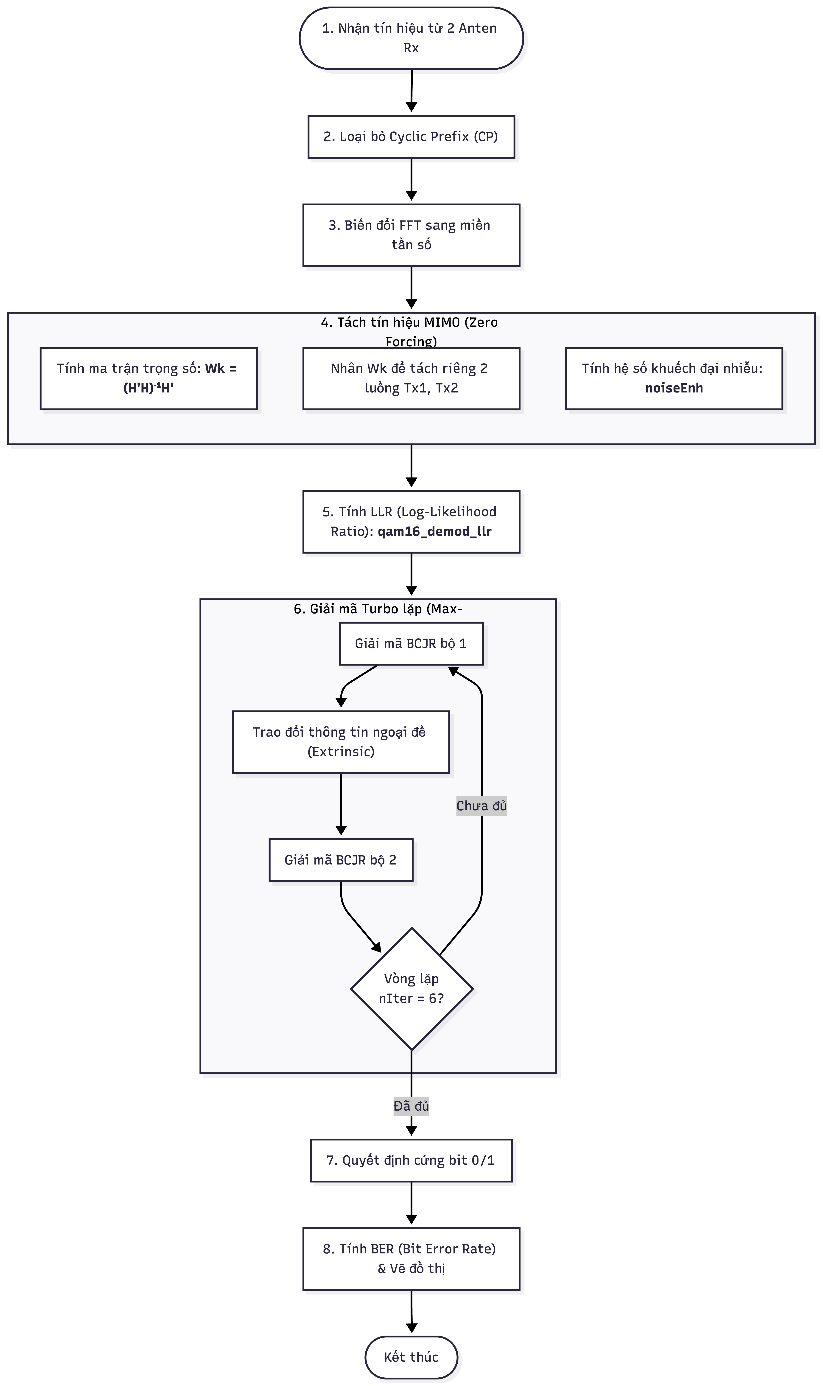 1. Nhận tín hiệu từ 2 Anten
Rx
2. Loại bỏ Cyclic Prefix (CP)
3. Biến đổi FFT sang miền
tần số
4. Tách tín hiệu MIMO (Zero
Forcing)
Tính ma trận trọng số: Wk =
(H'H)⁻¹H'
Nhân Wk để tách riêng 2
luồng Tx1, Tx2
Tính hệ số khuếch đại nhiễu:
noiseEnh
5. Tính LLR (Log-Likelihood
Ratio): qam16_demod_llr
6. Giải mã Turbo lặp (Max-
Giải mã BCJR bộ 1
Trao đổi thông tin ngoại đề
(Extrinsic)
Chưa đủ
Giải mã BCJR bộ 2
Vòng lặp
nIter = 6?
Đã đủ
7. Quyết định cứng bit 0/1
8. Tính BER (Bit Error Rate)
& Vẽ đồ thị
Kết thúc